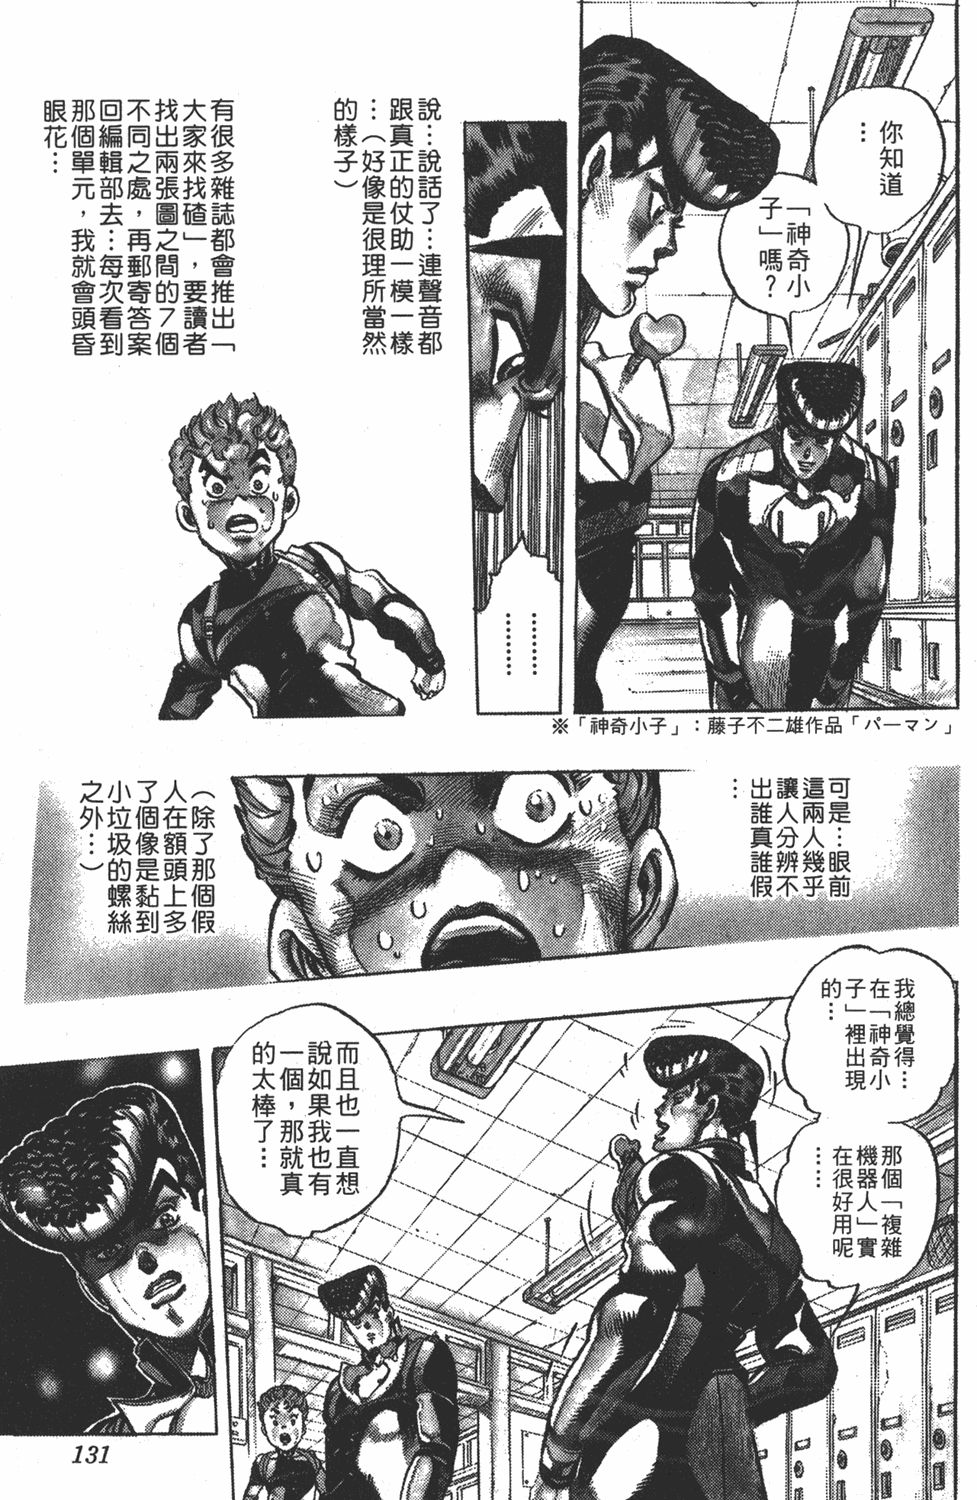 你知道
…
「神奇小
子」嗎?
…………
說…說話了…連聲音都
跟真正的仗助一模一樣
…(好像是很理所當然
的樣子)
有很多雜誌都會推出「
大家來找碴」,要讀者
找出兩張圖之間的7個
不同之處,再郵寄答案
回編輯部去…每次看到
那個單元,我就會頭昏
眼花…
※「神奇小子」:藤子不二雄作品「パーマン」
可是…眼前
這兩人幾乎
讓人分辨不
出誰真誰假
…
(除了那個假
人在額頭上多
了個像是黏到
小垃圾的螺絲
之外…)
我總覺得…
在「神奇小
子」裡出現
的…
那個「複雜
機器人」實
在很好用呢
……
而且也一直想
說如果我也有
一個,那就真
的太棒了…
131